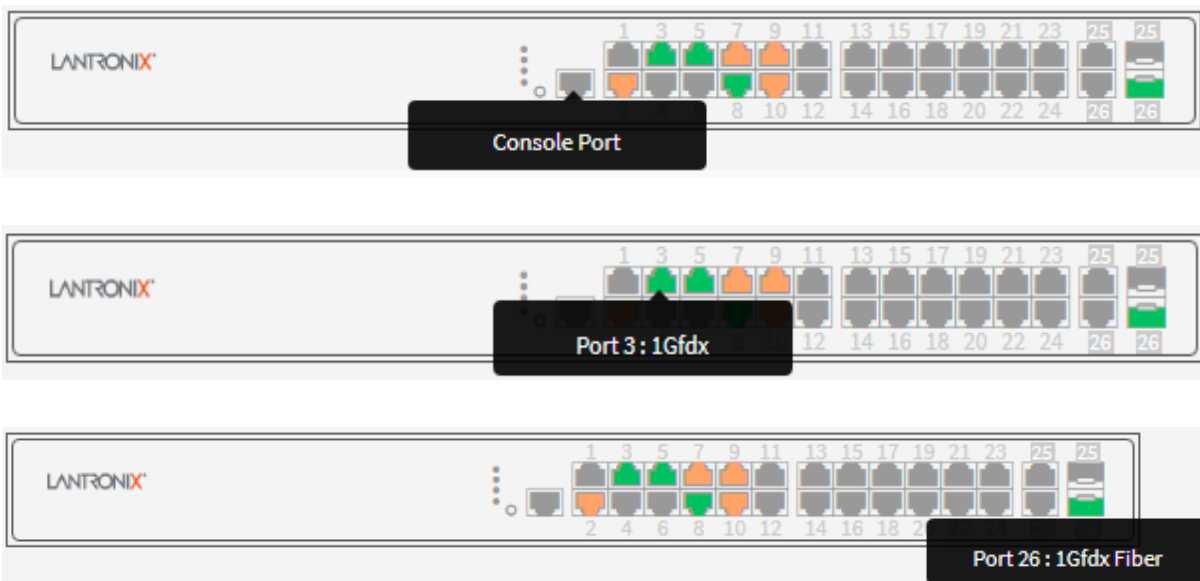 1 3 5 7 9 11 13 15 17 19 21 23 25 25
LANTRONIX
8 10 12 14 16 18 20 22 24 26 26
Console Port
1 3 5 7 9 11 13 15 17 19 21 23 25 25
LANTRONIX
12 14 16 18 20 22 24 26 26
Port 3 : 1Gfdx
1 3 5 7 9 11 13 15 17 19 21 23 25 25
LANTRONIX
2 4 6 8 10 12 14 16 18
Port 26 : 1Gfdx Fiber